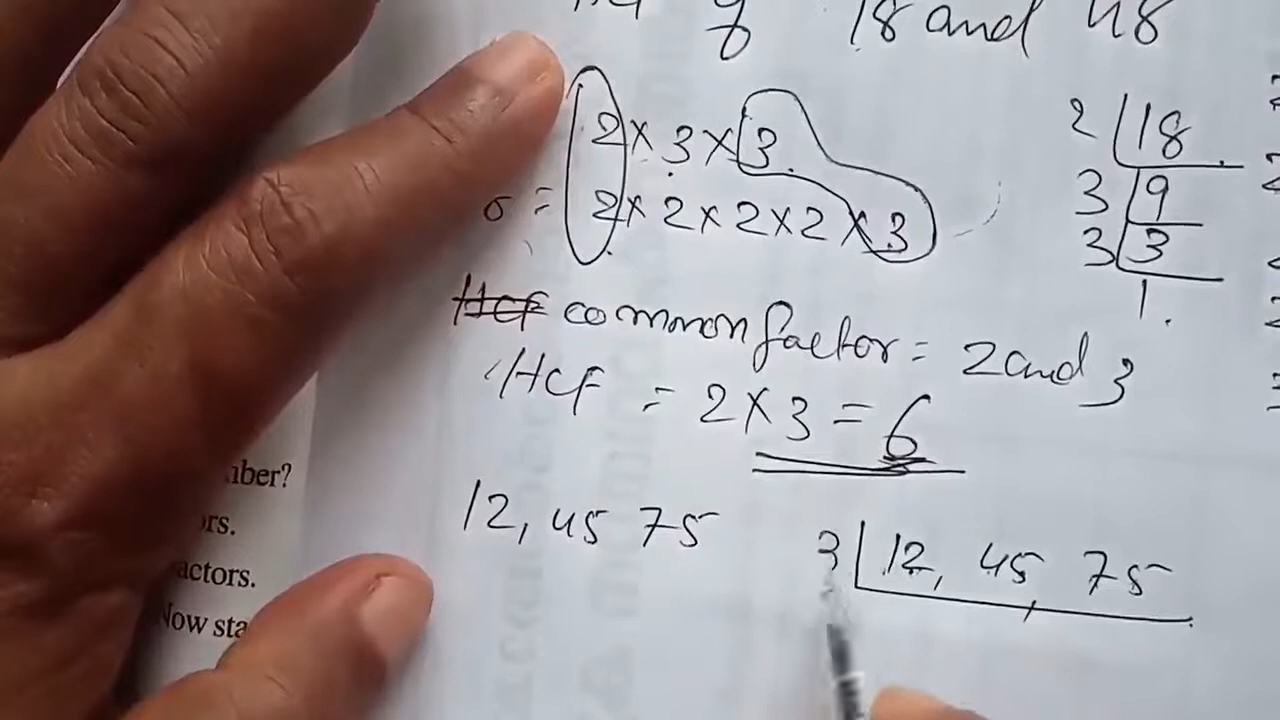 of 18 and 48
2×3×3
= 2×2×2×2×3
2 18
3 9
3 3
1.
HCF common factor = 2 and 3
HCF = 2×3 = 6
12, 45 75
3 12, 45, 75
nber?
rs.
actors.
Now sta